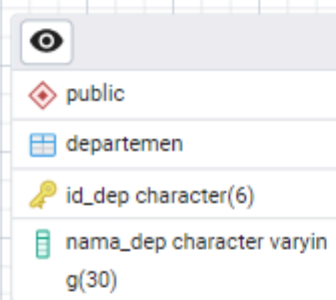 public
departemen
id_dep character(6)
nama_dep character varyin
g(30)